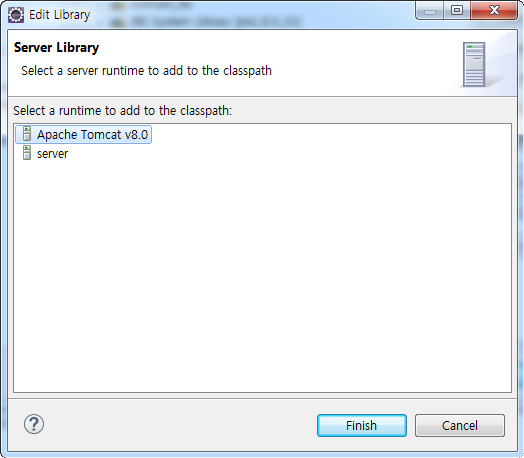 Edit Library
Server Library
Select a server runtime to add to the classpath
Select a runtime to add to the classpath:
Apache Tomcat v8.0
server
Finish
Cancel